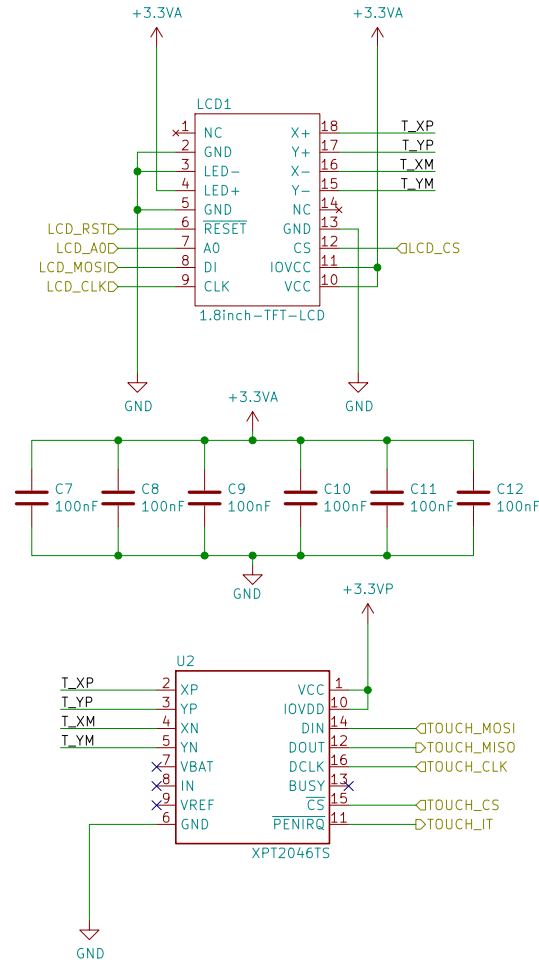 +3.3VA +3.3VA
LCD1
1 NC X+ 18 T_XP
2 GND Y+ 17 T_YP
3 LED- X- 16 T_XM
4 LED+ Y- 15 T_YM
5 GND NC 14
LCD_RST 6 RESET GND 13
LCD_A0 7 A0 CS 12 LCD_CS
LCD_MOSI 8 DI IOVCC 11
LCD_CLK 9 CLK VCC 10
1.8inch-TFT-LCD
GND GND
+3.3VA
C7 C8 C9 C10 C11 C12
100nF 100nF 100nF 100nF 100nF 100nF
GND
+3.3VP
U2
T_XP 2 XP VCC 1
T_YP 3 YP IOVDD 10
T_XM 4 XN DIN 14 TOUCH_MOSI
T_YM 5 YN DOUT 12 TOUCH_MISO
7 VBAT DCLK 16 TOUCH_CLK
8 IN BUSY 13
9 VREF CS 15 TOUCH_CS
6 GND PENIRQ 11 TOUCH_IT
XPT2046TS
GND